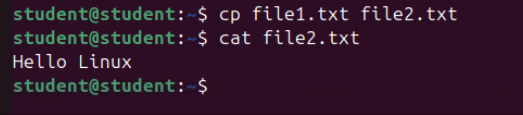 student@student:~$ cp file1.txt file2.txt
student@student:~$ cat file2.txt
Hello Linux
student@student:~$